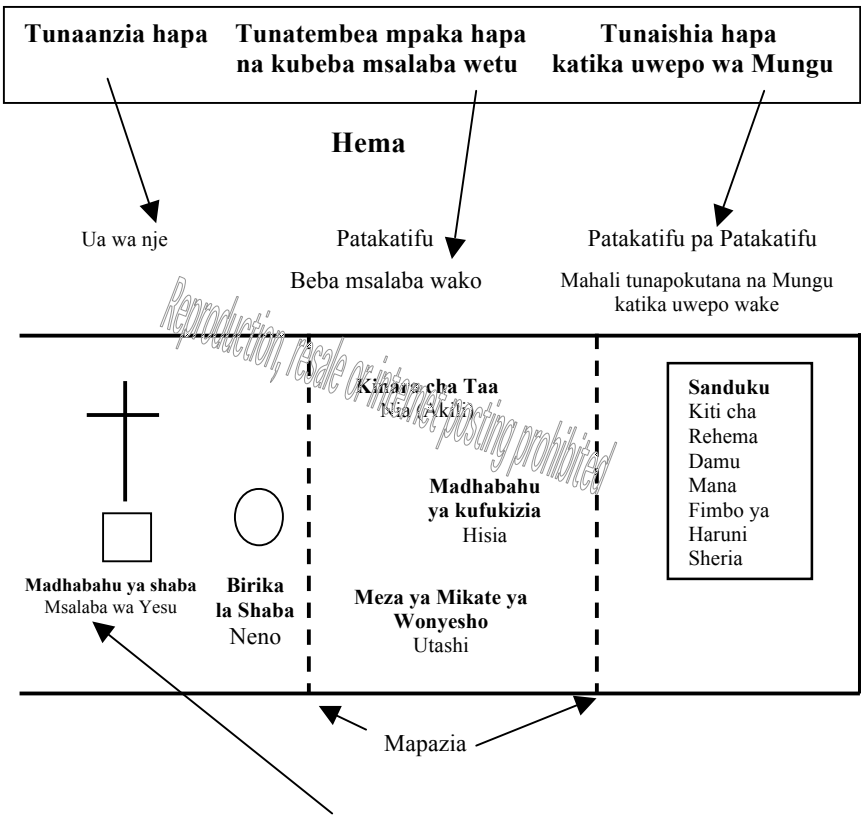 Tunaanzia hapa
Tunatembea mpaka hapa
na kubeba msalaba wetu
Tunaishia hapa
katika uwepo wa Mungu
Hema
Ua wa nje
Patakatifu
Beba msalaba wako
Patakatifu pa Patakatifu
Mahali tunapokutana na Mungu
katika uwepo wake
Reproduction, resale or internet posting prohibited
Madhabahu ya shaba
Msalaba wa Yesu
Birika
la Shaba
Neno
Kinara cha Taa
Nia (Akili)
Madhabahu
ya kufukizia
Hisia
Meza ya Mikate ya
Wonyesho
Utashi
Sanduku
Kiti cha
Rehema
Damu
Mana
Fimbo ya
Haruni
Sheria
Mapazia